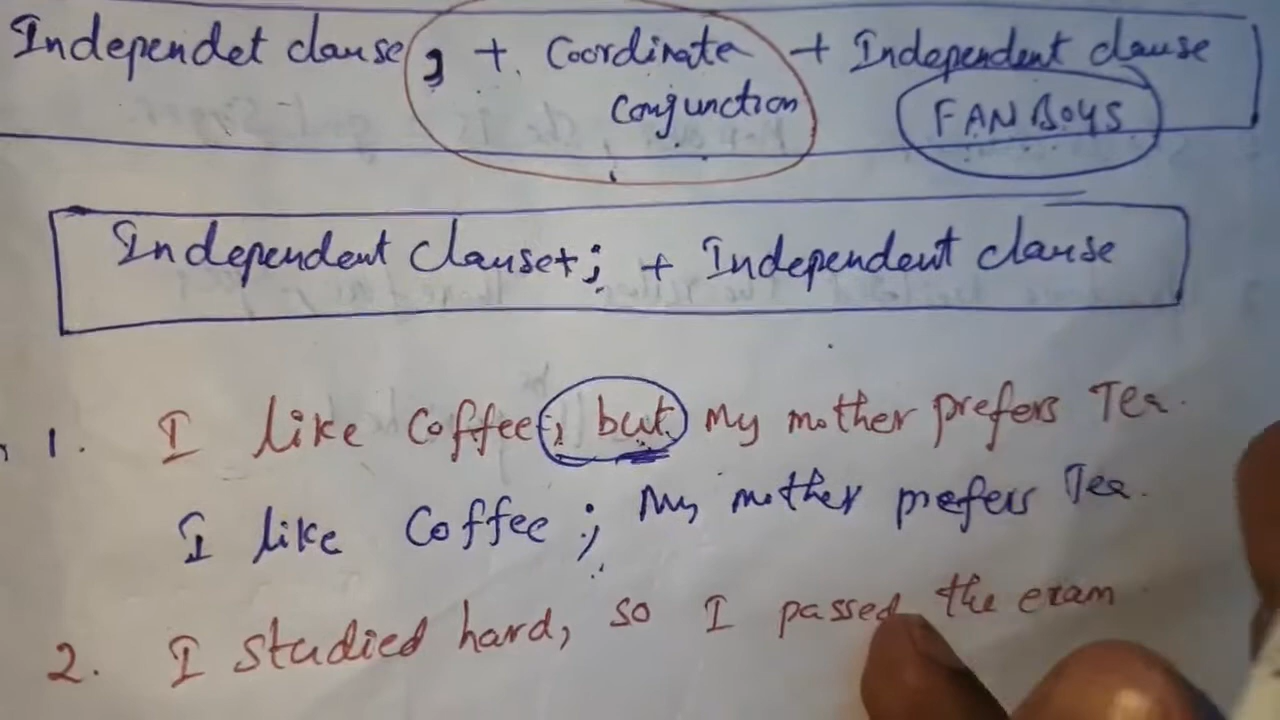 Independet clause, + Coordinate + Independent clause
Conjunction FANBOYS
Independent clause+; + Independent clause
1. I like Coffee, but My mother prefers Tea.
I like Coffee ; My mother prefers Tea.
2. I studied hard, so I passed the exam